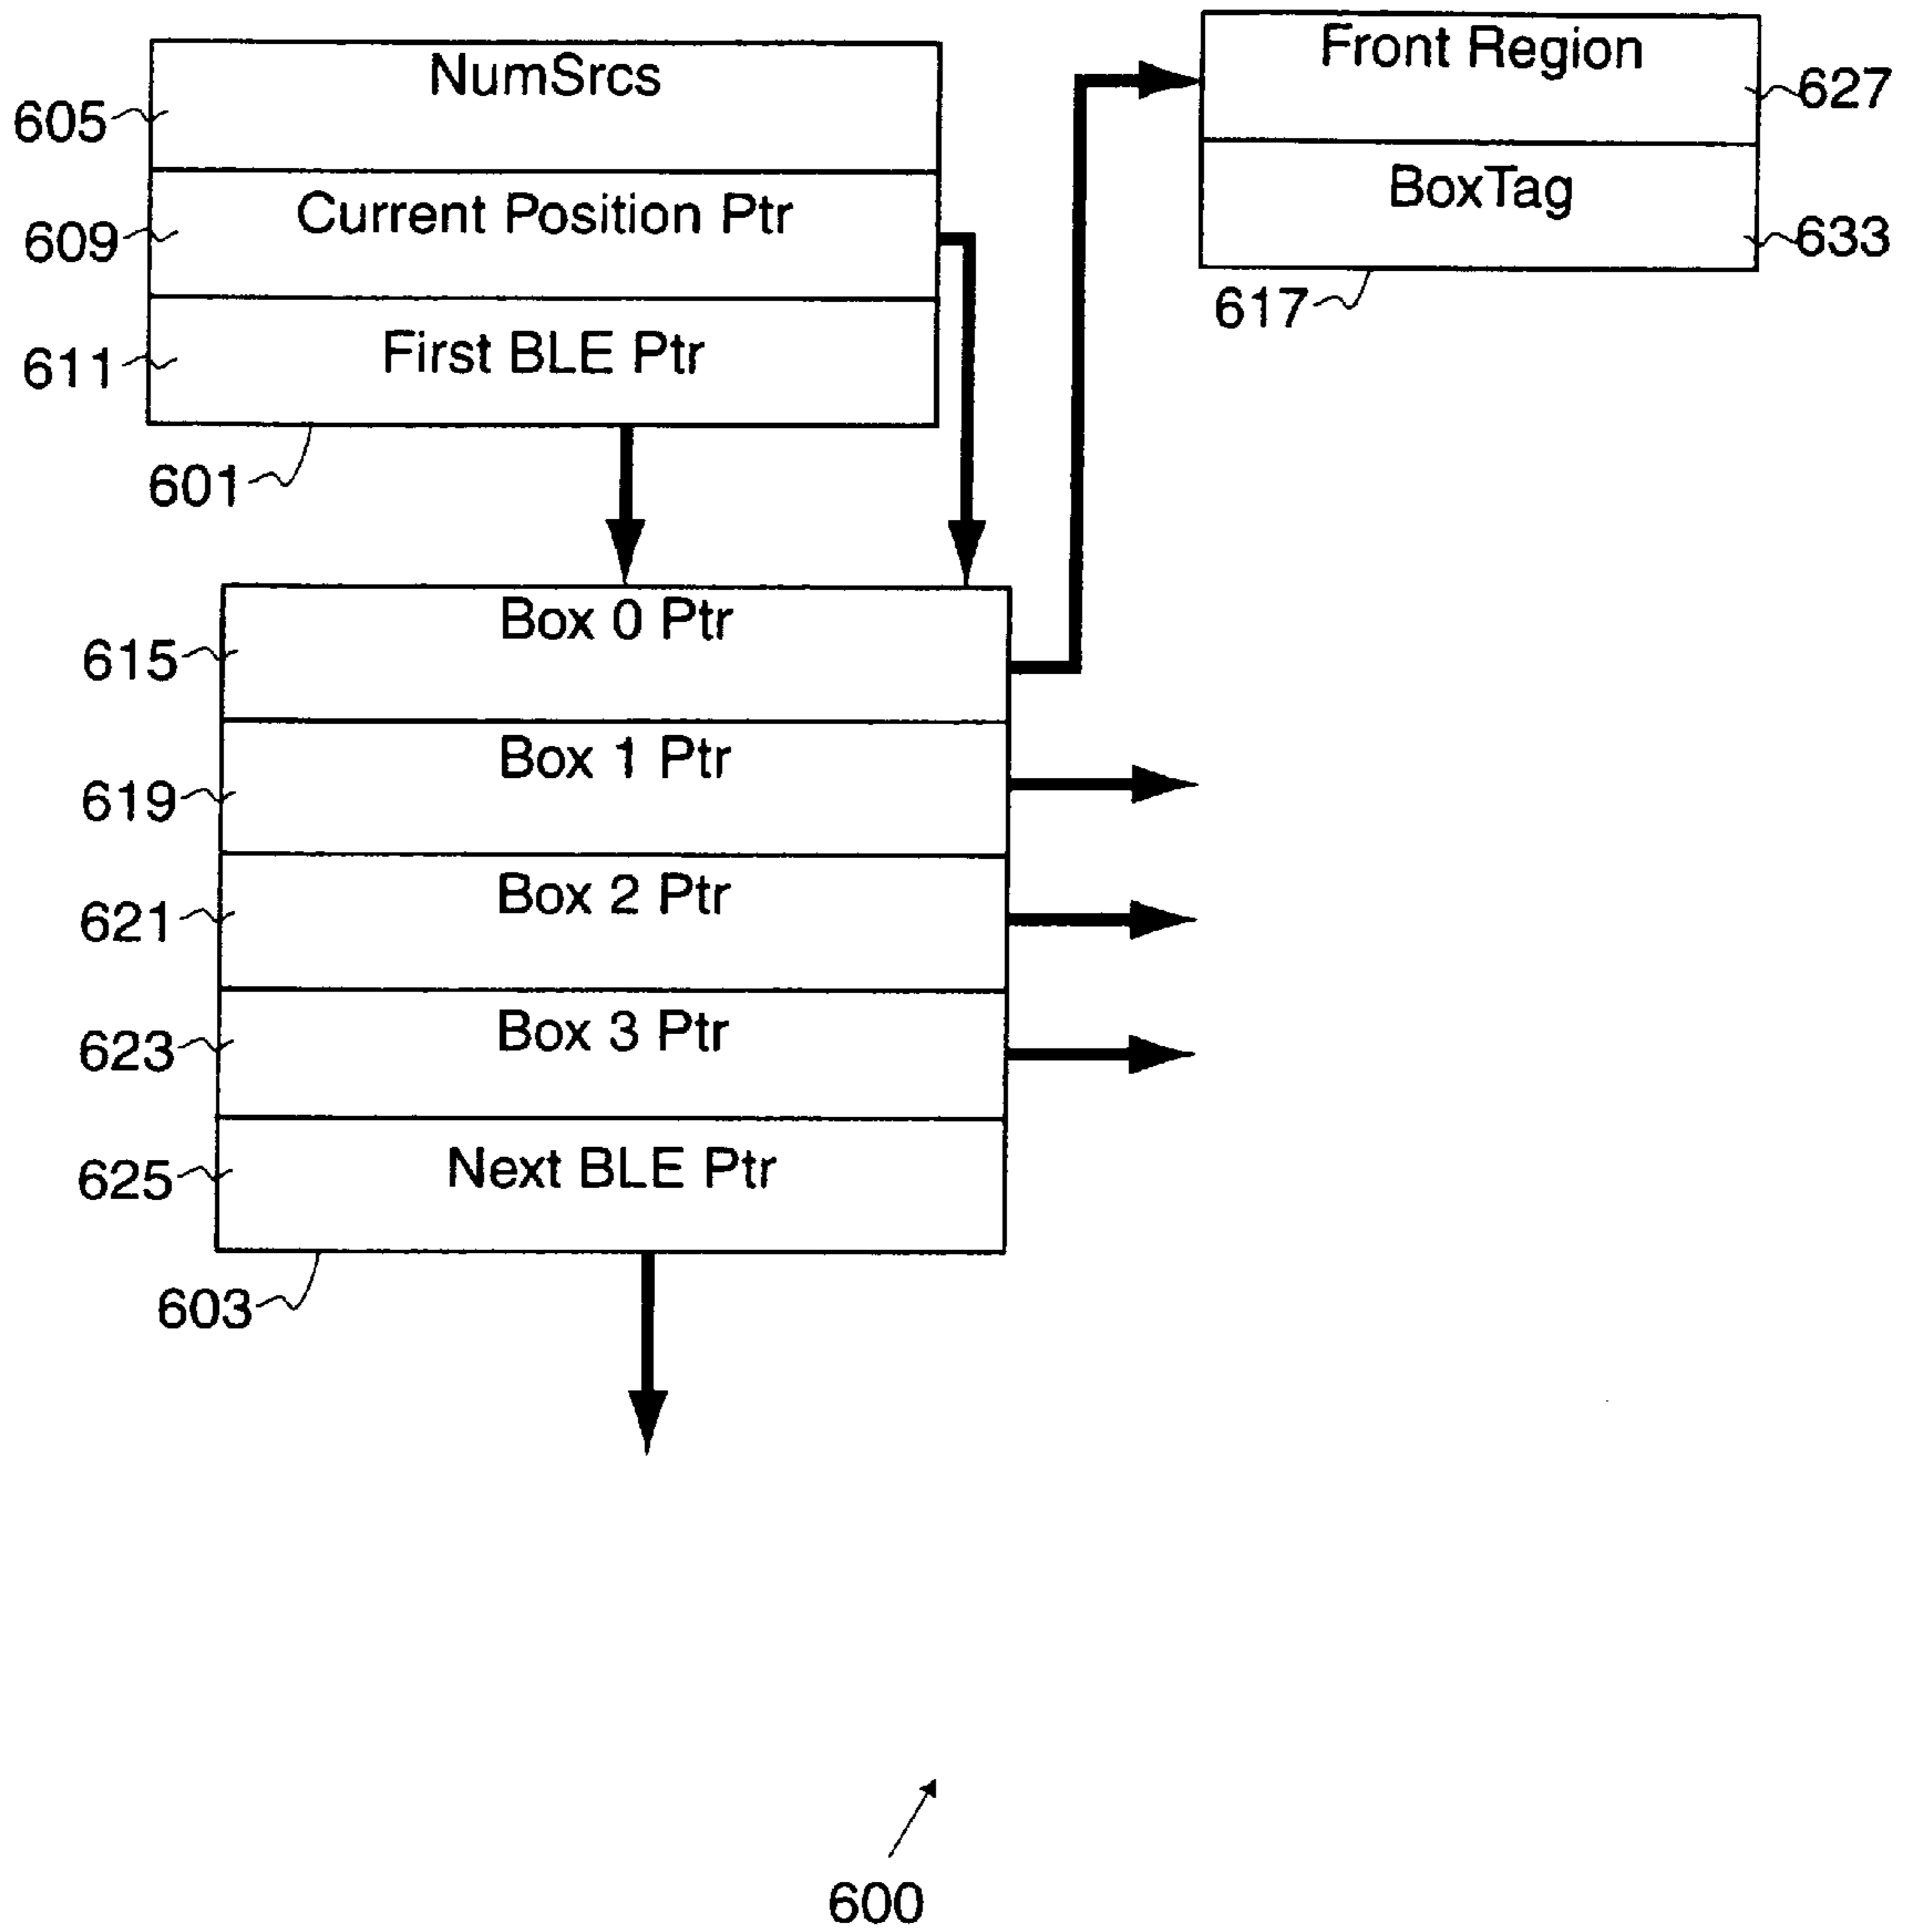 NumSrcs
605
Current Position Ptr
609
First BLE Ptr
611
601
Front Region
627
BoxTag
633
617
Box 0 Ptr
615
Box 1 Ptr
619
Box 2 Ptr
621
Box 3 Ptr
623
Next BLE Ptr
625
603
600